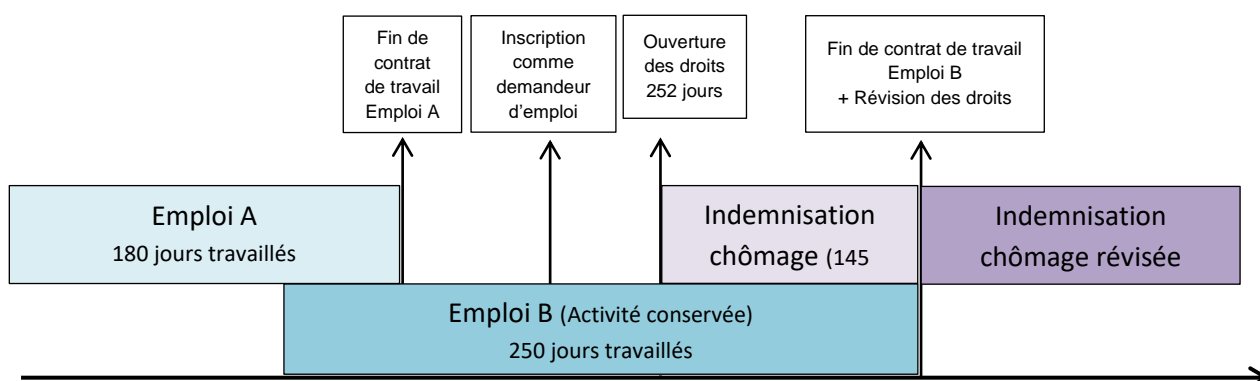 Fin de
contrat
de travail
Emploi A
Inscription
comme
demandeur
d'emploi
Ouverture
des droits
252 jours
Fin de contrat de travail
Emploi B
+ Révision des droits
Emploi A
180 jours travaillés
Indemnisation
chômage (145
Indemnisation
chômage révisée
Emploi B (Activité conservée)
250 jours travaillés